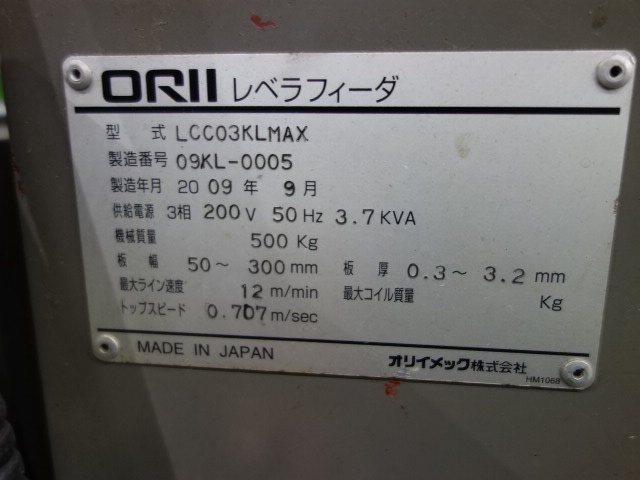 ORII レベラフィーダ
型式 LCC03KLMAX
製造番号 09KL-0005
製造年月 2009年 9月
供給電源 3相 200V 50Hz 3.7KVA
機械質量 500Kg
板幅 50～300mm 板厚 0.3～3.2mm
最大ライン速度 12m/min 最大コイル質量 Kg
トップスピード 0.707m/sec
MADE IN JAPAN オリイメック株式会社
HM1068